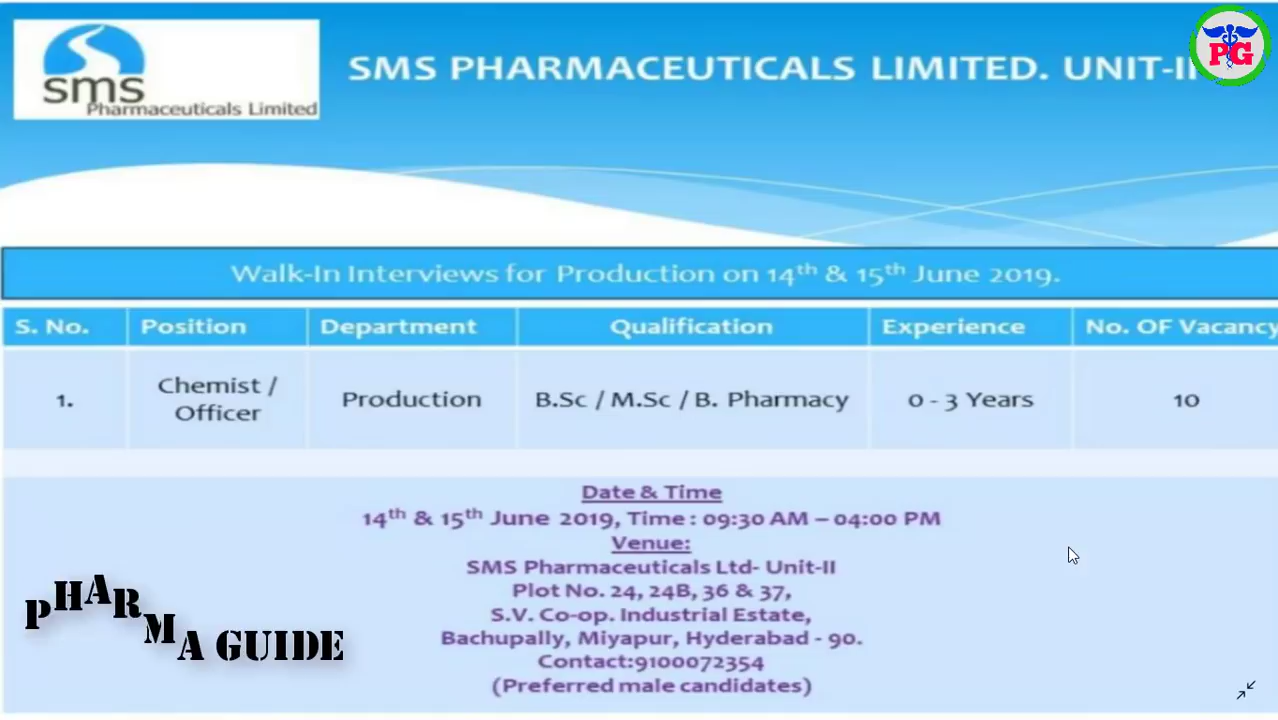 sms
Pharmaceuticals Limited
SMS PHARMACEUTICALS LIMITED. UNIT-II
PG
Walk-In Interviews for Production on 14th & 15th June 2019.
S. No. Position Department Qualification Experience No. OF Vacancy
1. Chemist / Officer Production B.Sc / M.Sc / B. Pharmacy 0 - 3 Years 10
Date & Time
14th & 15th June 2019, Time : 09:30 AM – 04:00 PM
Venue:
SMS Pharmaceuticals Ltd- Unit-II
Plot No. 24, 24B, 36 & 37,
S.V. Co-op. Industrial Estate,
Bachupally, Miyapur, Hyderabad - 90.
Contact:9100072354
(Preferred male candidates)
PHARMA GUIDE